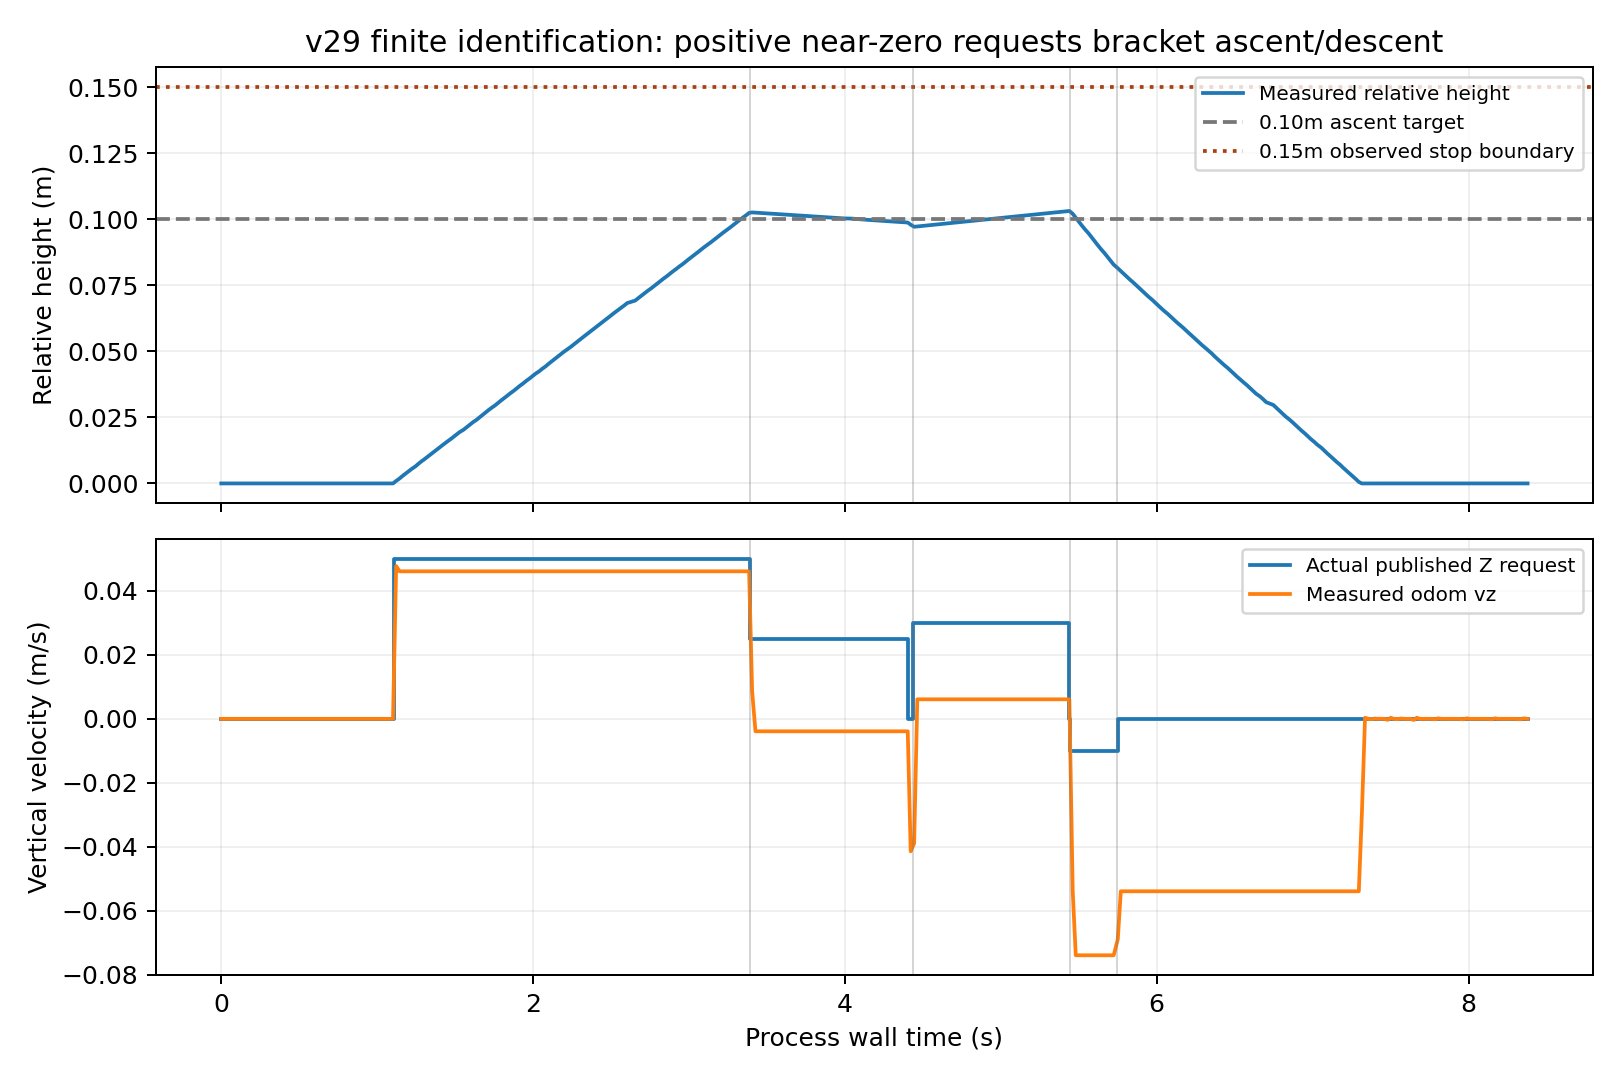 v29 finite identification: positive near-zero requests bracket ascent/descent
Relative height (m)
0.150
0.125
0.100
0.075
0.050
0.025
0.000
Measured relative height
0.10m ascent target
0.15m observed stop boundary
Vertical velocity (m/s)
0.04
0.02
0.00
−0.02
−0.04
−0.06
−0.08
Actual published Z request
Measured odom vz
0 2 4 6 8
Process wall time (s)